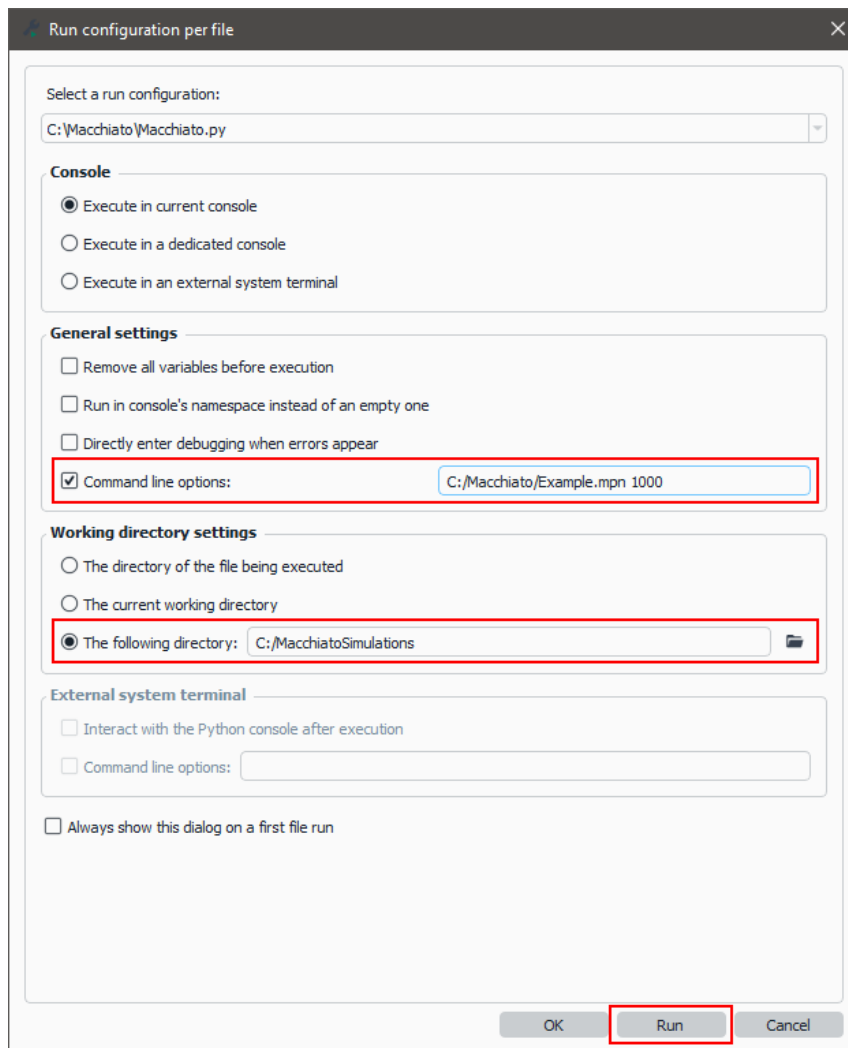 Run configuration per file
Select a run configuration:
C:\Macchiato\Macchiato.py
Console
Execute in current console
Execute in a dedicated console
Execute in an external system terminal
General settings
Remove all variables before execution
Run in console's namespace instead of an empty one
Directly enter debugging when errors appear
Command line options: C:/Macchiato/Example.mpn 1000
Working directory settings
The directory of the file being executed
The current working directory
The following directory: C:/MacchiatoSimulations
External system terminal
Interact with the Python console after execution
Command line options:
Always show this dialog on a first file run
OK Run Cancel